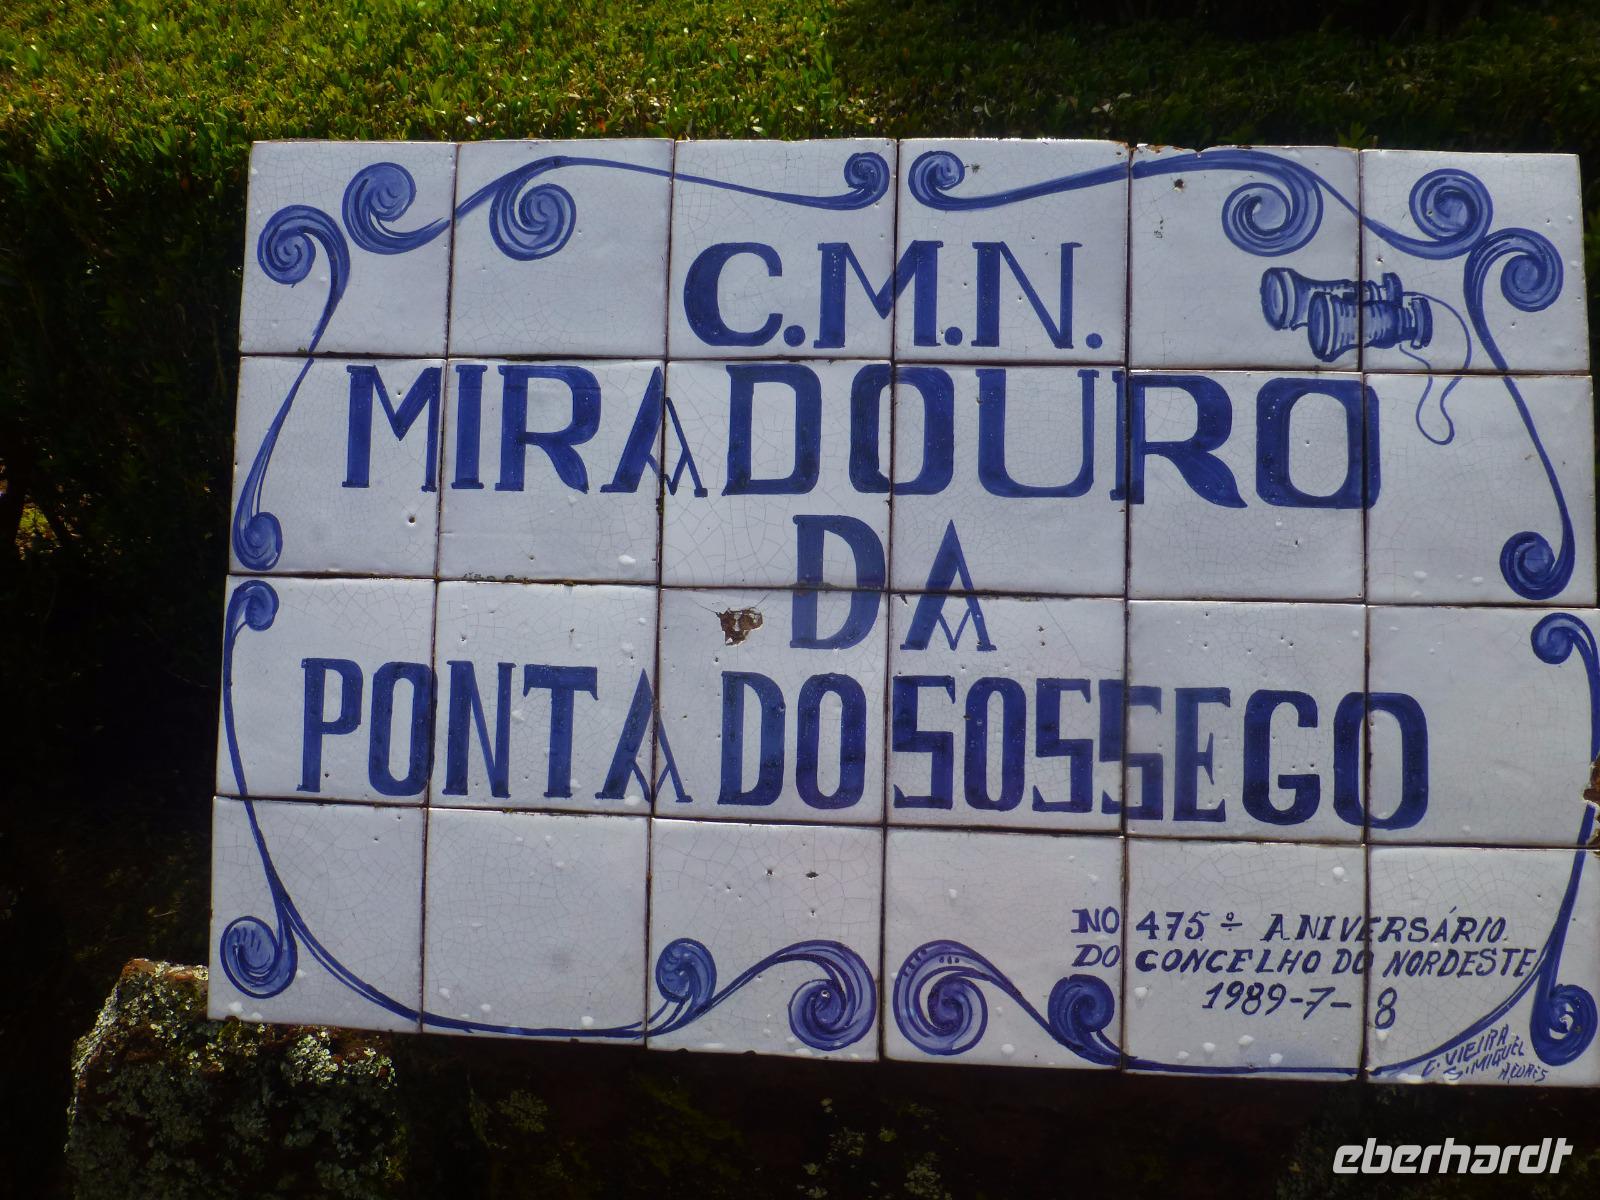 C.M.N.
MIRADOURO
DA
PONTA DO SOSSEGO
NO 475º ANIVERSÁRIO
DO CONCELHO DO NORDESTE
1989-7-8
C. VIEIRA
S. MIGUEL
AÇORES
eberhardt